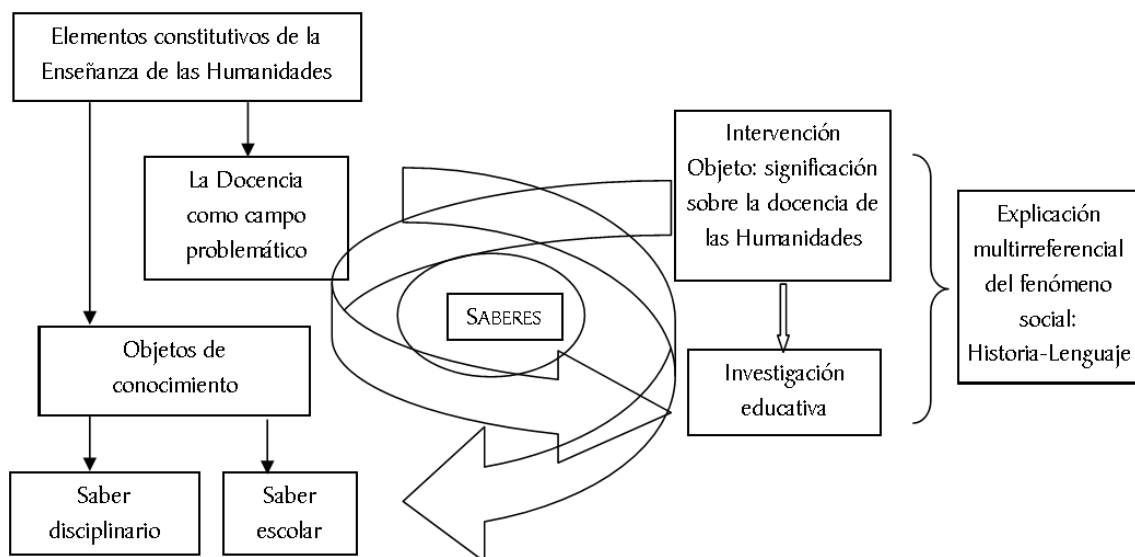 Elementos constitutivos de la
Enseñanza de las Humanidades
La Docencia
como campo
problemático
Objetos de
conocimiento
Saber
disciplinario
Saber
escolar
SABERES
Intervención
Objeto: significación
sobre la docencia de
las Humanidades
Investigación
educativa
Explicación
multirreferencial
del fenómeno
social:
Historia-Lenguaje